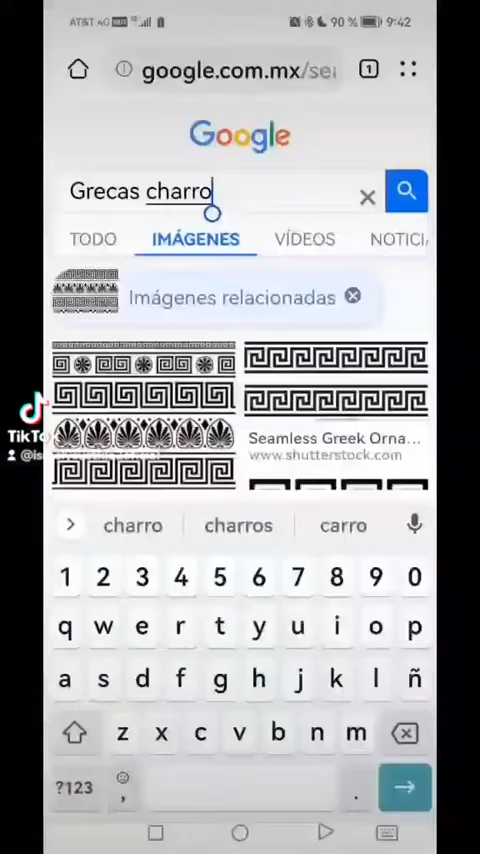 AT&T 4G
90 %
9:42
google.com.mx/se
1
Google
Grecas charro
TODO IMÁGENES VÍDEOS NOTICI
Imágenes relacionadas
Seamless Greek Orna...
www.shutterstock.com
TikTo
charro charros carro
1 2 3 4 5 6 7 8 9 0
q w e r t y u i o p
a s d f g h j k l ñ
z x c v b n m
?123 , .